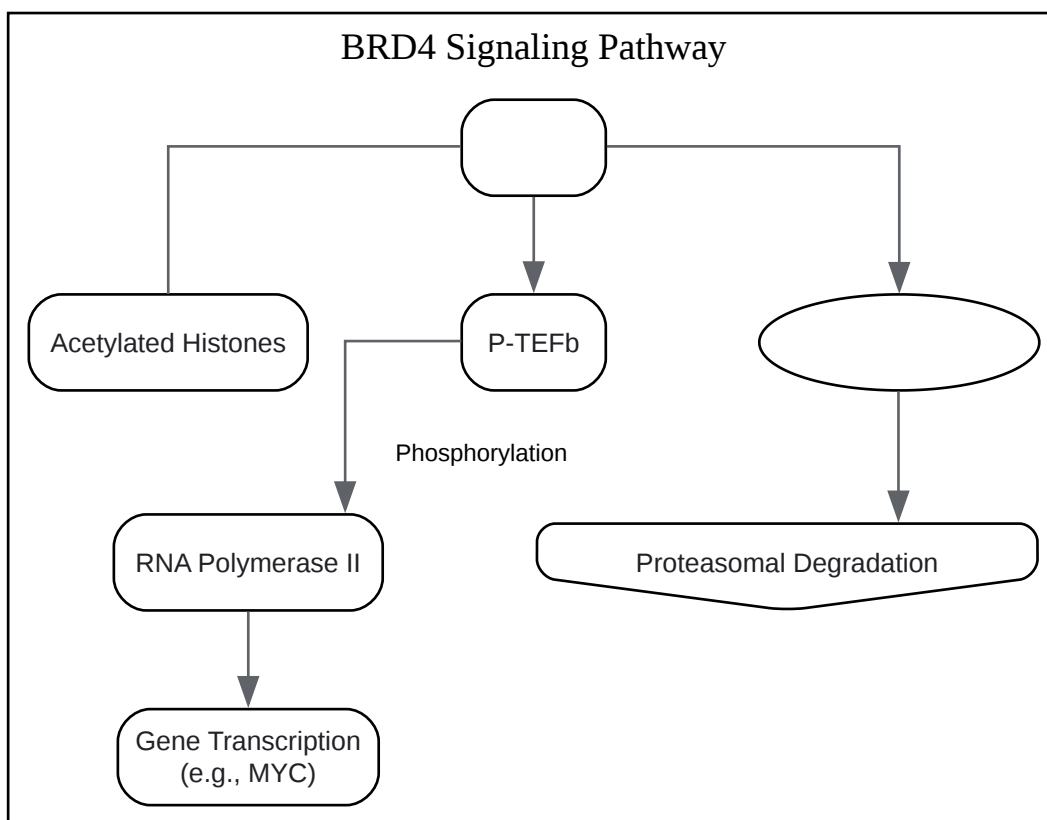 BRD4 Signaling Pathway
Acetylated Histones
P-TEFb
Phosphorylation
RNA Polymerase II
Proteasomal Degradation
Gene Transcription
(e.g., MYC)